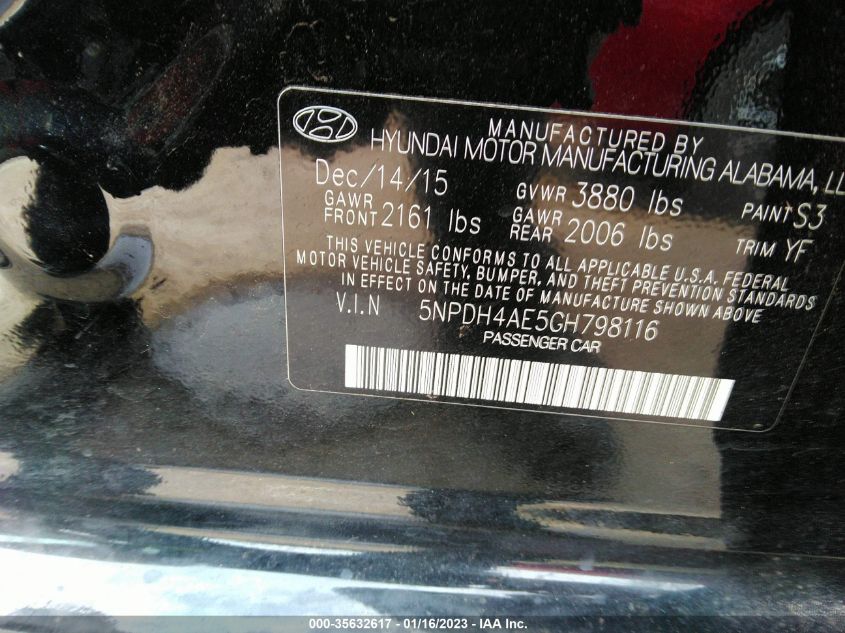 MANUFACTURED BY
HYUNDAI MOTOR MANUFACTURING ALABAMA, LL
Dec/14/15 GVWR 3880 lbs PAINT S3
GAWR FRONT 2161 lbs GAWR REAR 2006 lbs TRIM YF
THIS VEHICLE CONFORMS TO ALL APPLICABLE U.S.A. FEDERAL
MOTOR VEHICLE SAFETY, BUMPER, AND THEFT PREVENTION STANDARDS
IN EFFECT ON THE DATE OF MANUFACTURE SHOWN ABOVE
V.I.N 5NPDH4AE5GH798116
PASSENGER CAR
000-35632617 - 01/16/2023 - IAA Inc.